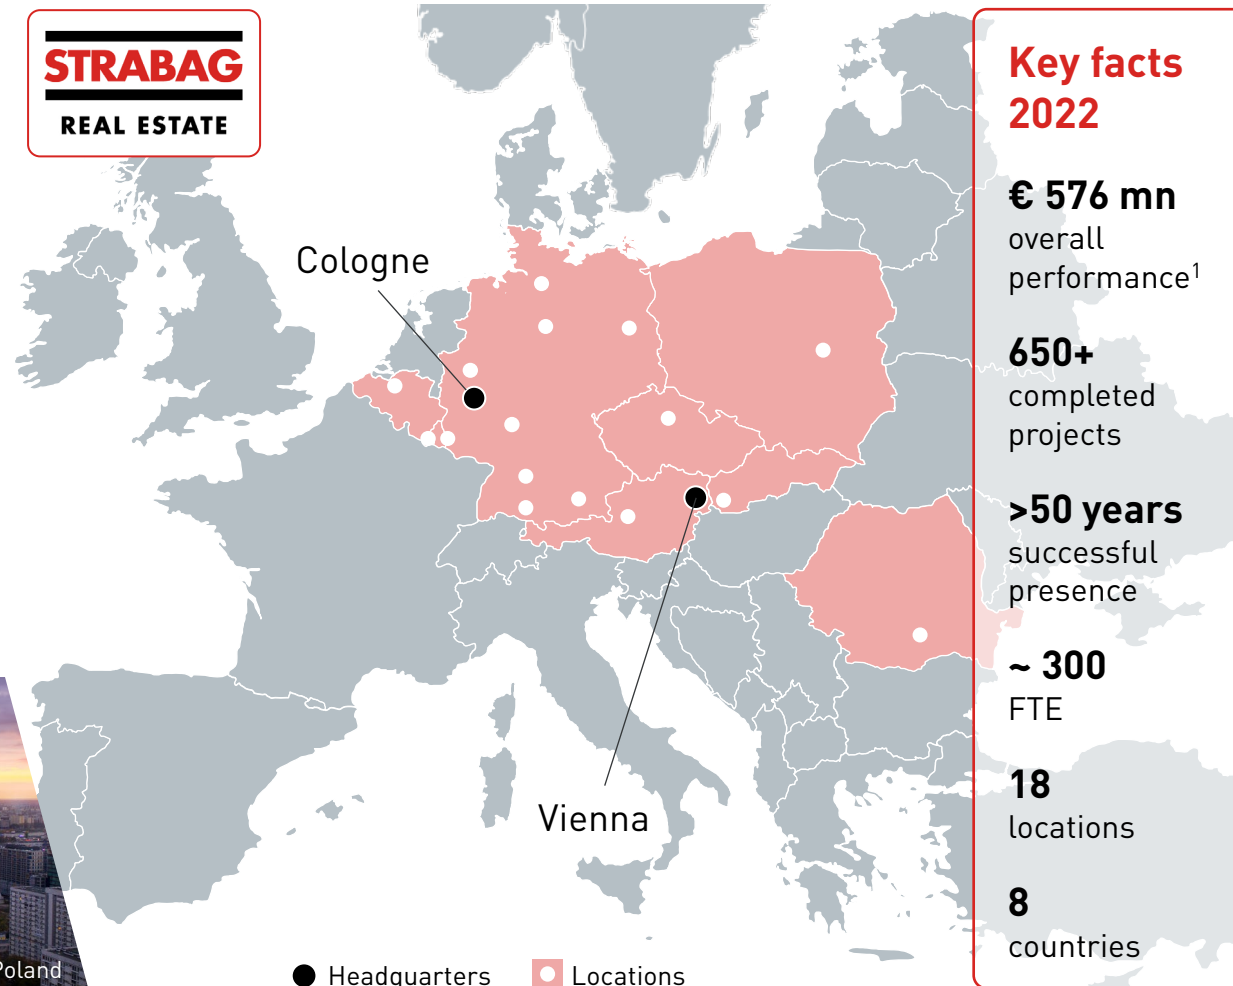 STRABAG
REAL ESTATE
Cologne
Vienna
Poland
Headquarters
Locations
Key facts
2022
€ 576 mn
overall
performance¹
650+
completed
projects
>50 years
successful
presence
~ 300
FTE
18
locations
8
countries